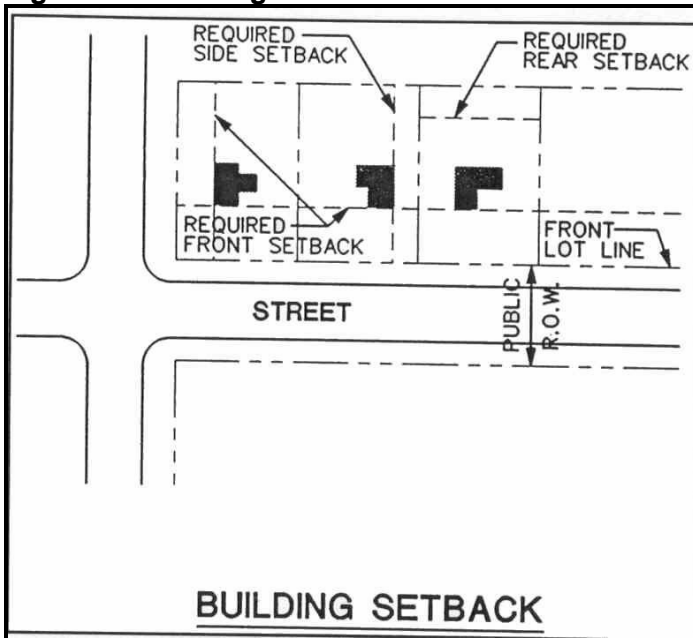 REQUIRED
SIDE SETBACK
REQUIRED
REAR SETBACK
REQUIRED
FRONT SETBACK
FRONT
LOT LINE
STREET
PUBLIC
R.O.W.
BUILDING SETBACK